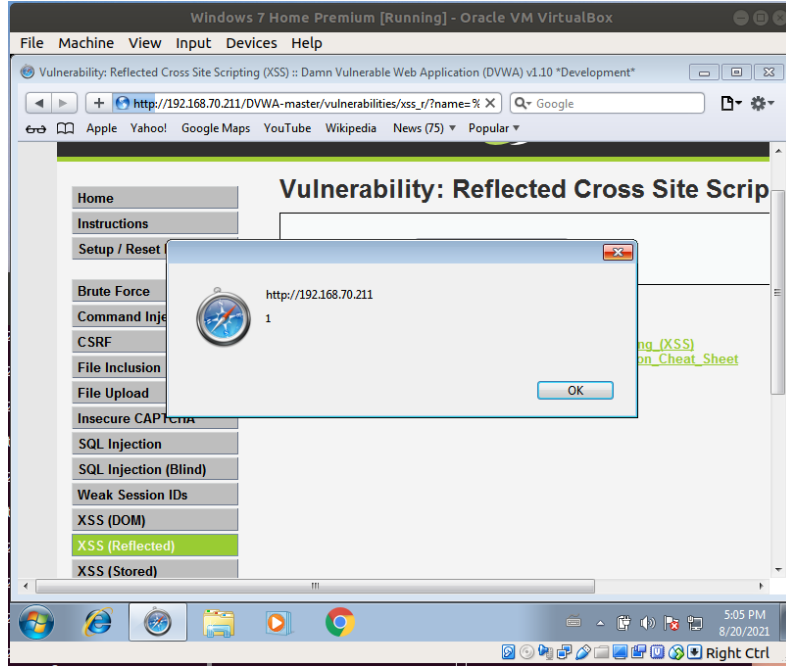 Windows 7 Home Premium [Running] - Oracle VM VirtualBox
File Machine View Input Devices Help
Vulnerability: Reflected Cross Site Scripting (XSS) :: Damn Vulnerable Web Application (DVWA) v1.10 *Development*
http://192.168.70.211/DVWA-master/vulnerabilities/xss_r/?name=%
Google
Apple Yahoo! Google Maps YouTube Wikipedia News (75) Popular
Vulnerability: Reflected Cross Site Scrip
Home
Instructions
Setup / Reset
http://192.168.70.211
1
OK
Brute Force
Command Inje
CSRF
File Inclusion
File Upload
Insecure CAPTCHA
SQL Injection
SQL Injection (Blind)
Weak Session IDs
XSS (DOM)
XSS (Reflected)
XSS (Stored)
ng_(XSS)
on_Cheat_Sheet
5:05 PM
8/20/2021
Right Ctrl